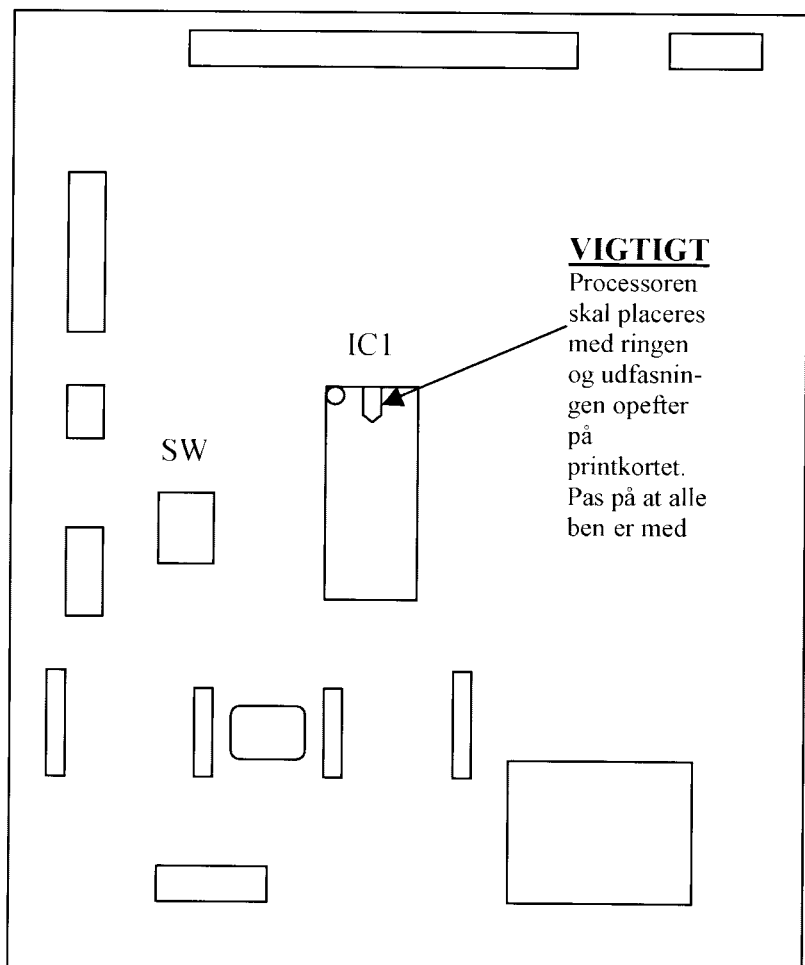 VIGTIGT
Processoren
skal placeres
med ringen
og udfasnin-
gen opefter
på
printkortet.
Pas på at alle
ben er med
IC1
SW